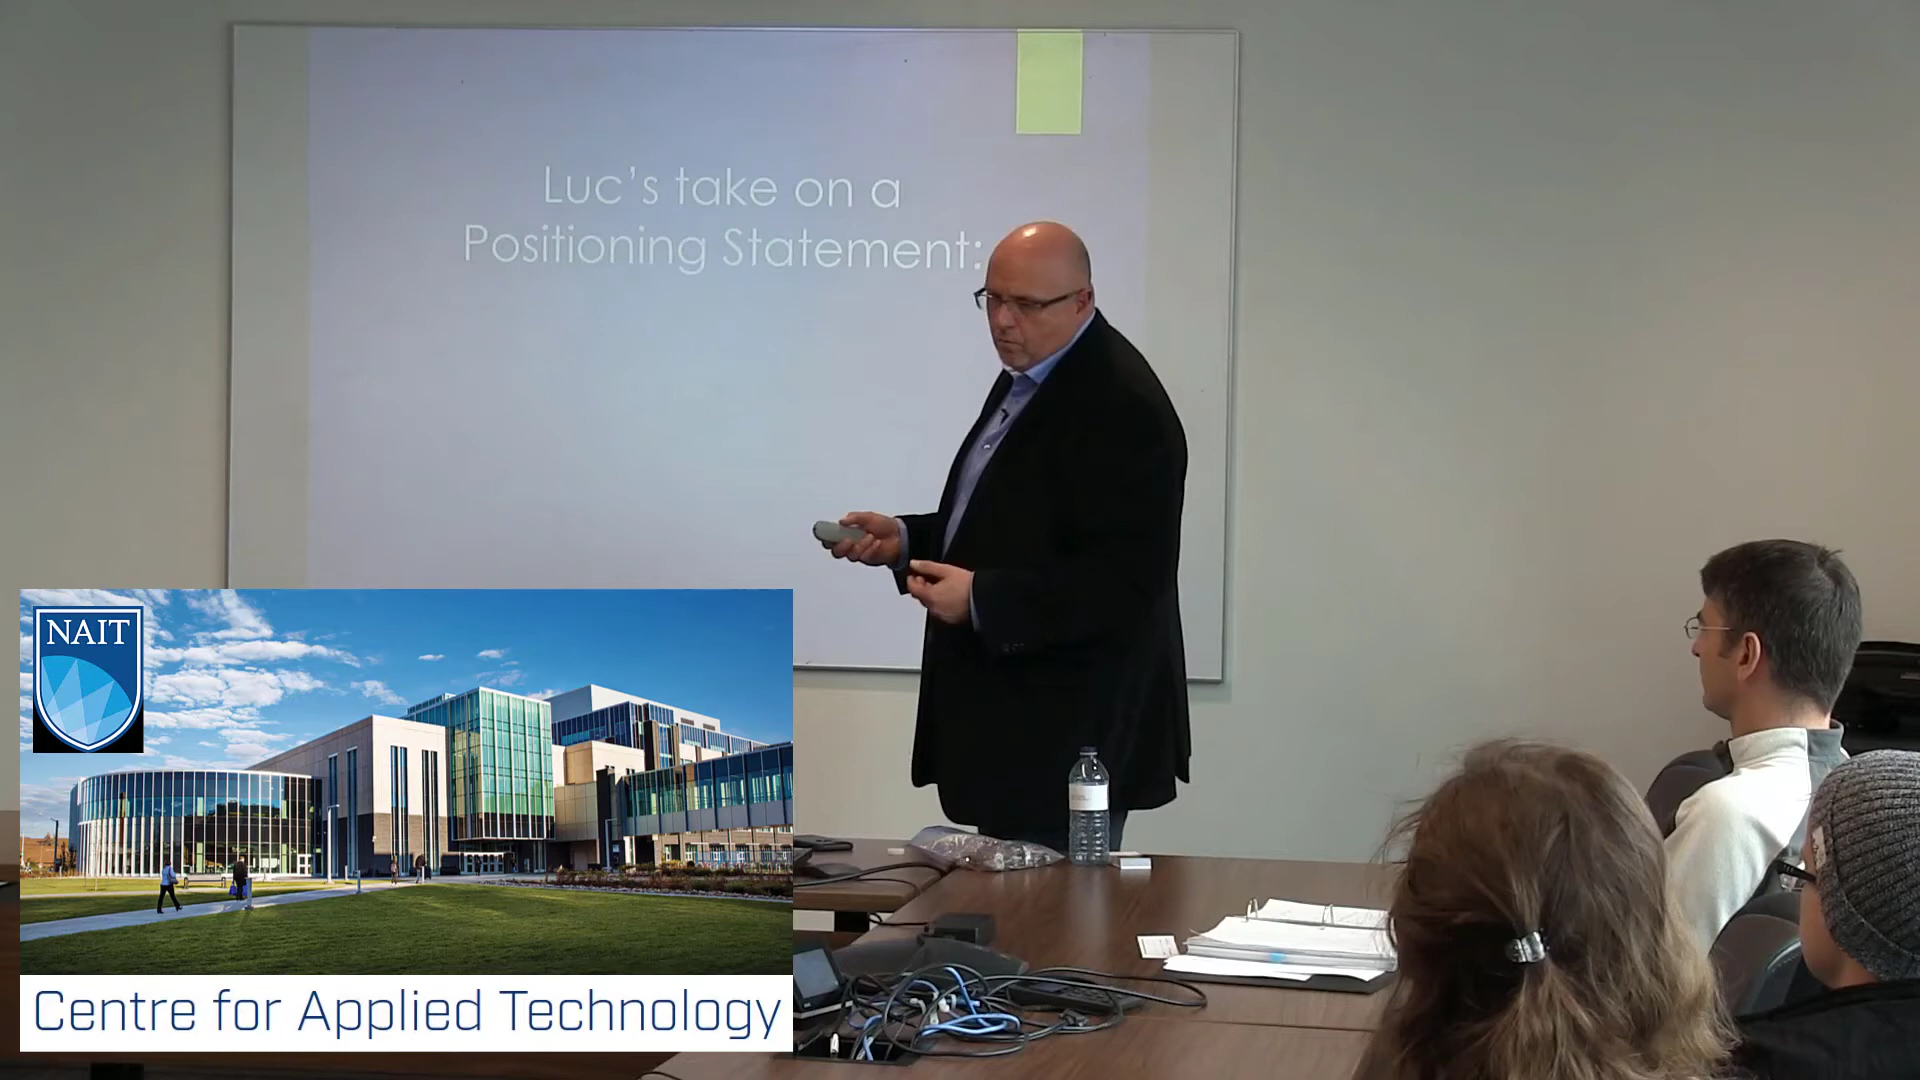 Luc’s take on a
Positioning Statement:
NAIT
Centre for Applied Technology